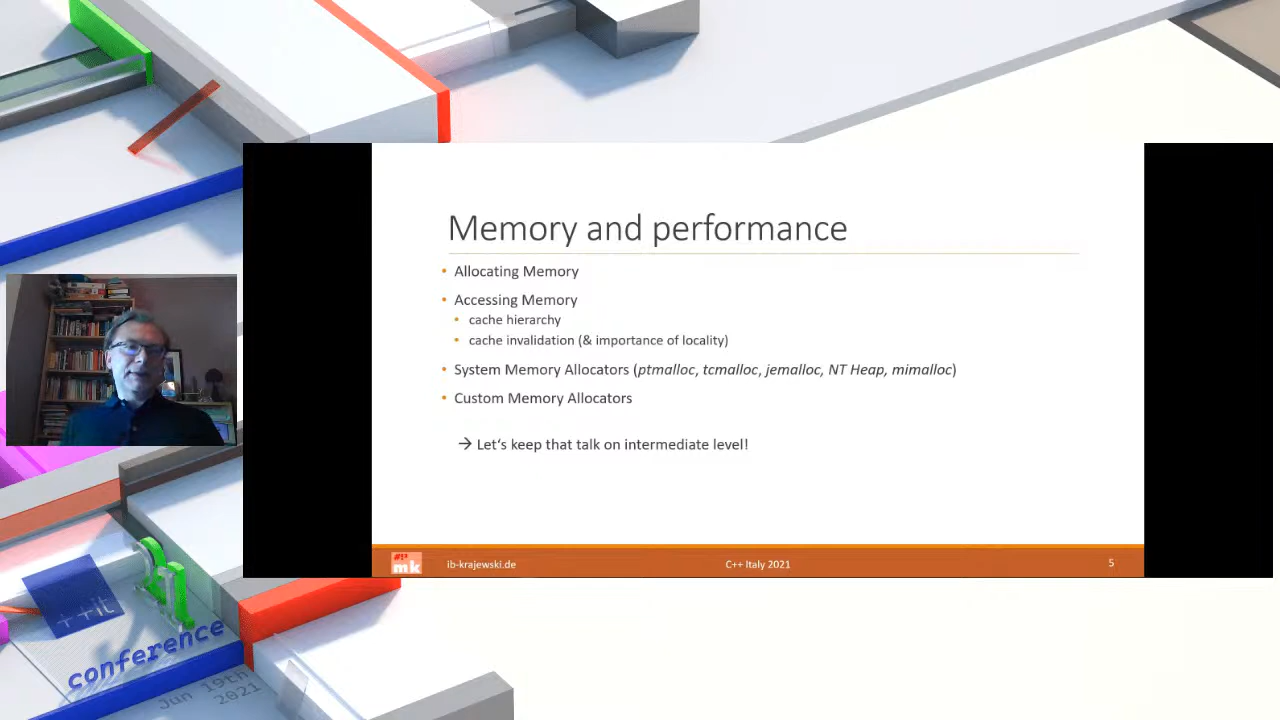 Memory and performance
• Allocating Memory
• Accessing Memory
• cache hierarchy
• cache invalidation (& importance of locality)
• System Memory Allocators (ptmalloc, tcmalloc, jemalloc, NT Heap, mimalloc)
• Custom Memory Allocators
→ Let‘s keep that talk on intermediate level!
mk
ib-krajewski.de
C++ Italy 2021
5
++it
conference
Jun 19th
2021